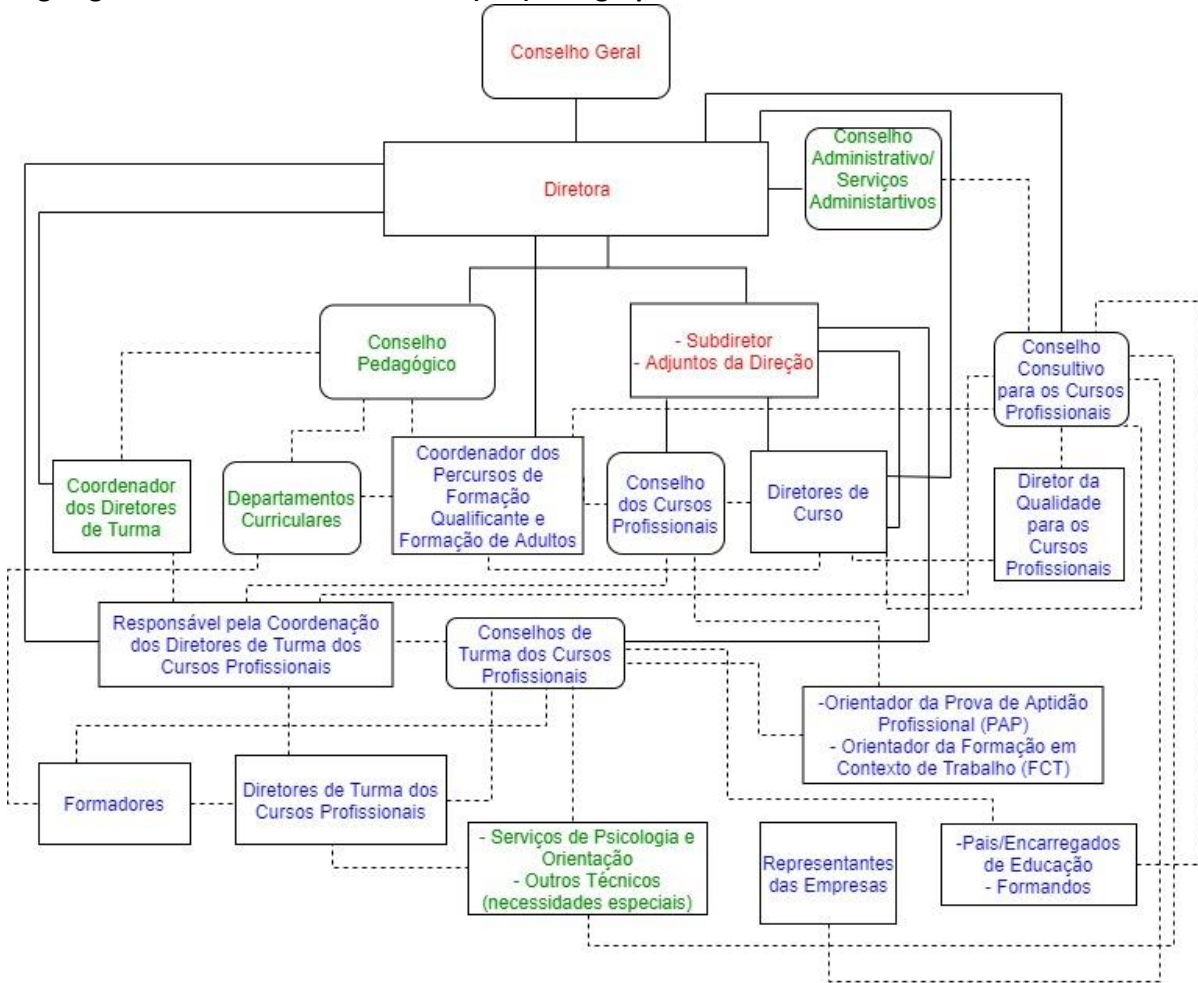 Conselho Geral
Diretora
Conselho
Administrativo/
Serviços
Administartivos
Conselho
Pedagógico
- Subdiretor
- Adjuntos da Direção
Conselho
Consultivo
para os Cursos
Profissionais
Coordenador
dos Diretores
de Turma
Departamentos
Curriculares
Coordenador dos
Percursos de
Formação
Qualificante e
Formação de Adultos
Conselho
dos Cursos
Profissionais
Diretores de
Curso
Diretor da
Qualidade
para os
Cursos
Profissionais
Responsável pela Coordenação
dos Diretores de Turma dos
Cursos Profissionais
Conselhos de
Turma dos Cursos
Profissionais
-Orientador da Prova de Aptidão
Profissional (PAP)
- Orientador da Formação em
Contexto de Trabalho (FCT)
Formadores
Diretores de Turma dos
Cursos Profissionais
- Serviços de Psicologia e
Orientação
- Outros Técnicos
(necessidades especiais)
Representantes
das Empresas
-Pais/Encarregados
de Educação
- Formandos